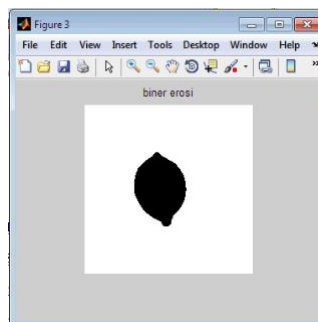 Figure 3
File Edit View Insert Tools Desktop Window Help
biner erosi